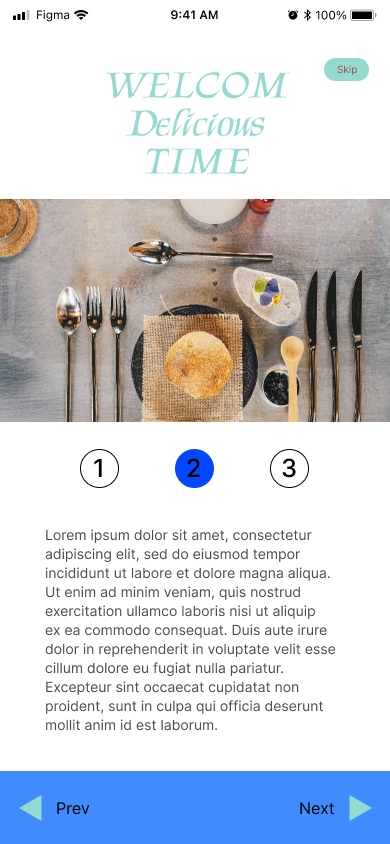 Figma 9:41 AM 100%
Skip
WELCOM
Delicious
TIME
1 2 3
Lorem ipsum dolor sit amet, consectetur
adipiscing elit, sed do eiusmod tempor
incididunt ut labore et dolore magna aliqua.
Ut enim ad minim veniam, quis nostrud
exercitation ullamco laboris nisi ut aliquip
ex ea commodo consequat. Duis aute irure
dolor in reprehenderit in voluptate velit esse
cillum dolore eu fugiat nulla pariatur.
Excepteur sint occaecat cupidatat non
proident, sunt in culpa qui officia deserunt
mollit anim id est laborum.
Prev Next